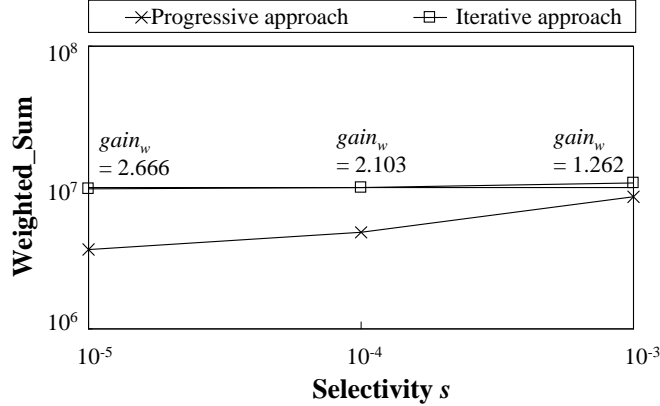 Progressive approach Iterative approach
10^8
gain_w = 2.666
gain_w = 2.103
gain_w = 1.262
10^7
10^6
Weighted_Sum
10^-5 10^-4 10^-3
Selectivity s